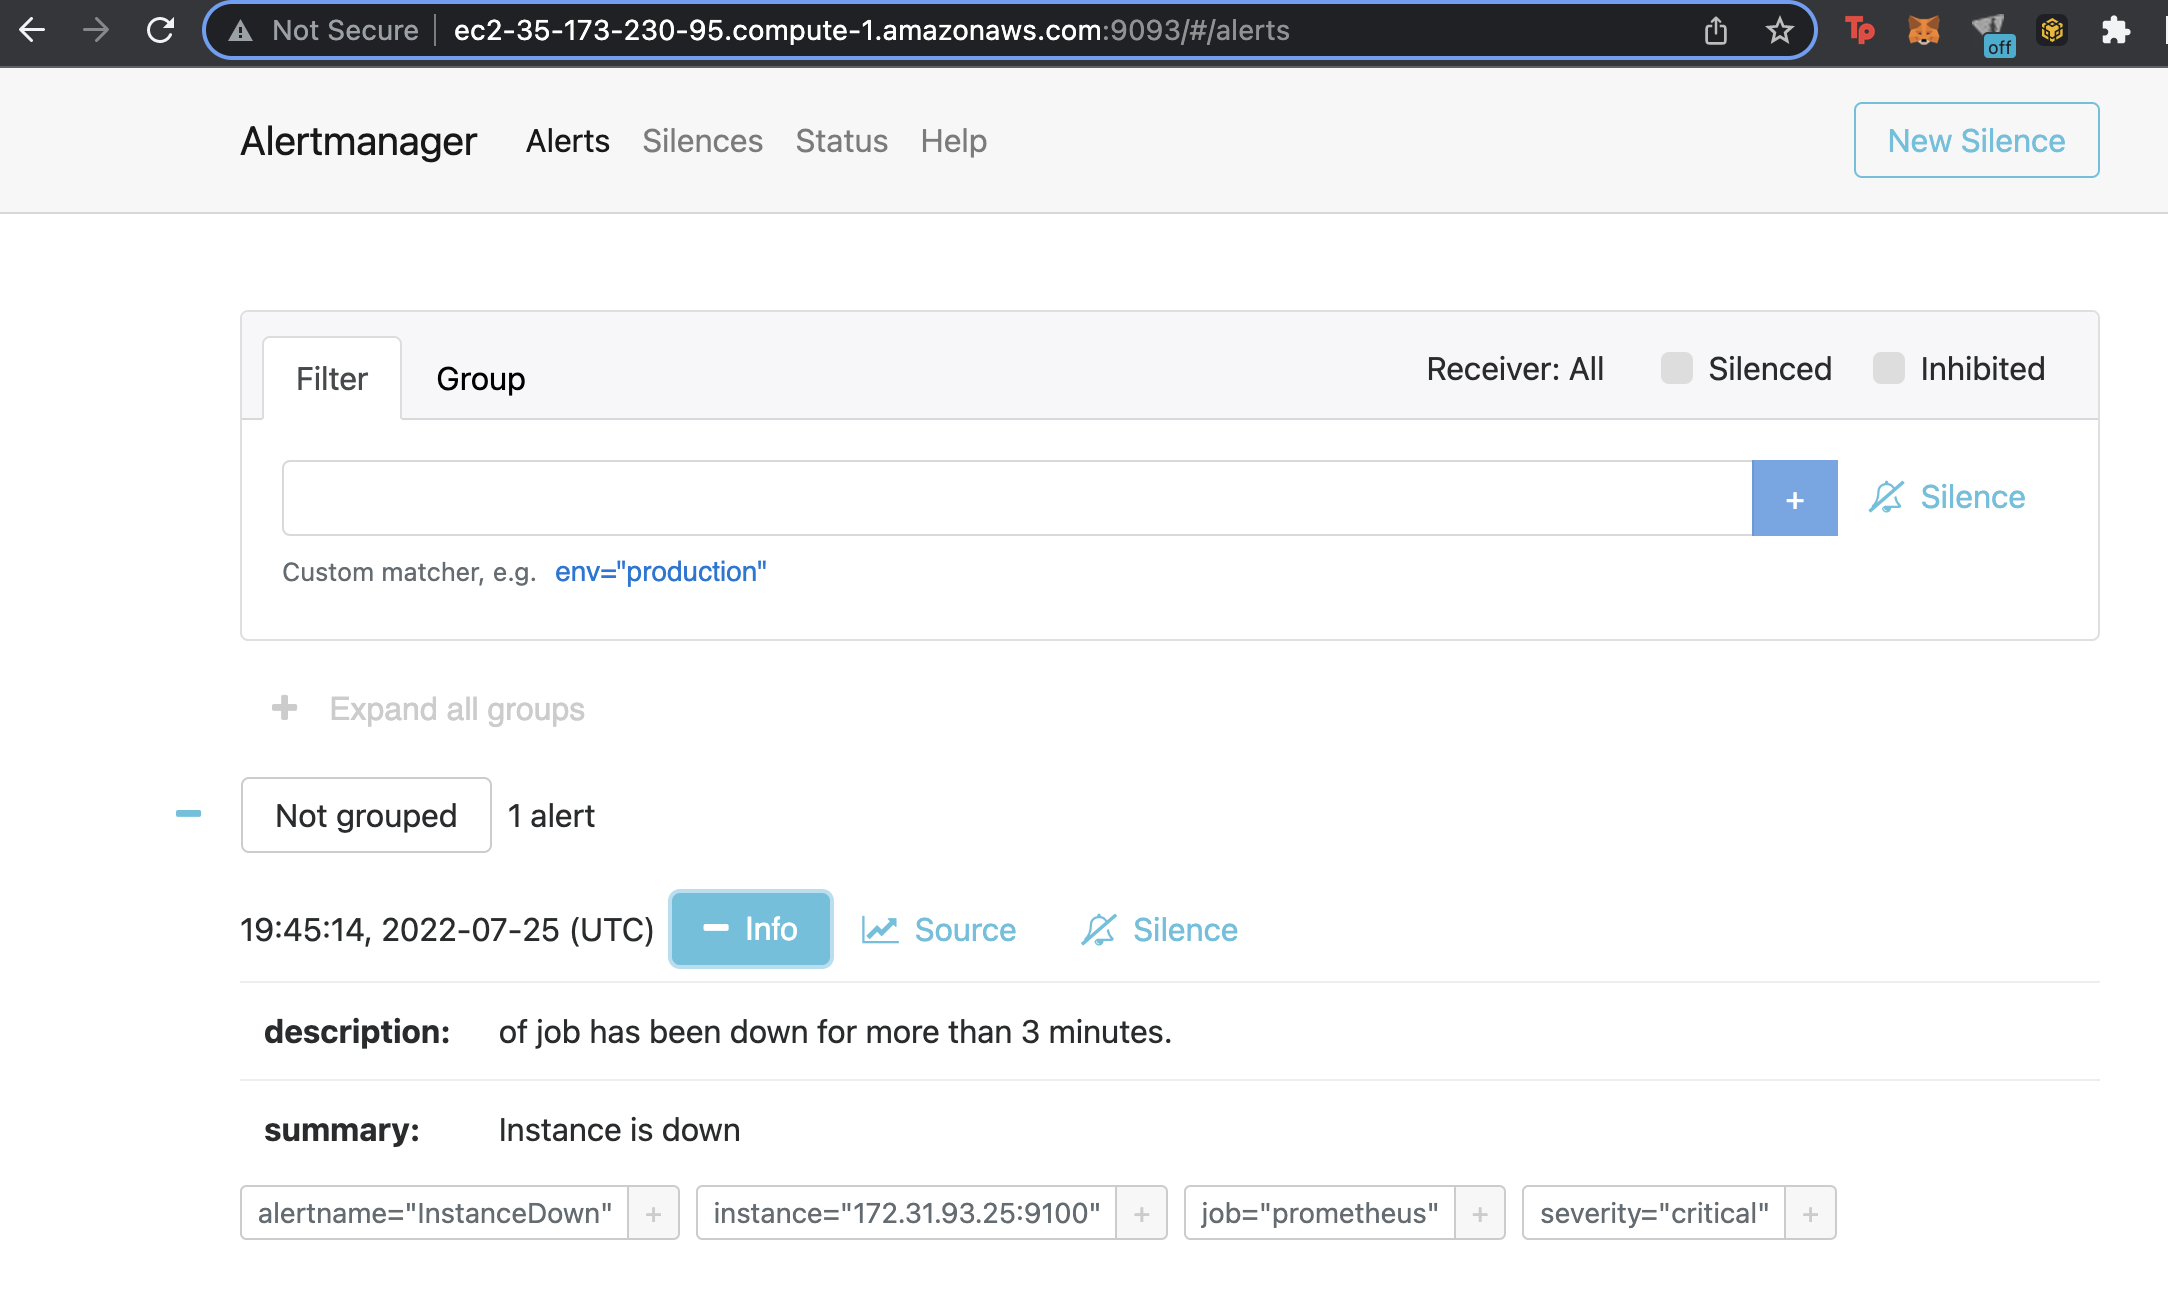 Not Secure ec2-35-173-230-95.compute-1.amazonaws.com:9093/#/alerts Tp off
Alertmanager Alerts Silences Status Help New Silence
Filter Group Receiver: All Silenced Inhibited
+ Silence
Custom matcher, e.g. env="production"
+ Expand all groups
Not grouped 1 alert
19:45:14, 2022-07-25 (UTC) Info Source Silence
description: of job has been down for more than 3 minutes.
summary: Instance is down
alertname="InstanceDown" + instance="172.31.93.25:9100" + job="prometheus" + severity="critical" +